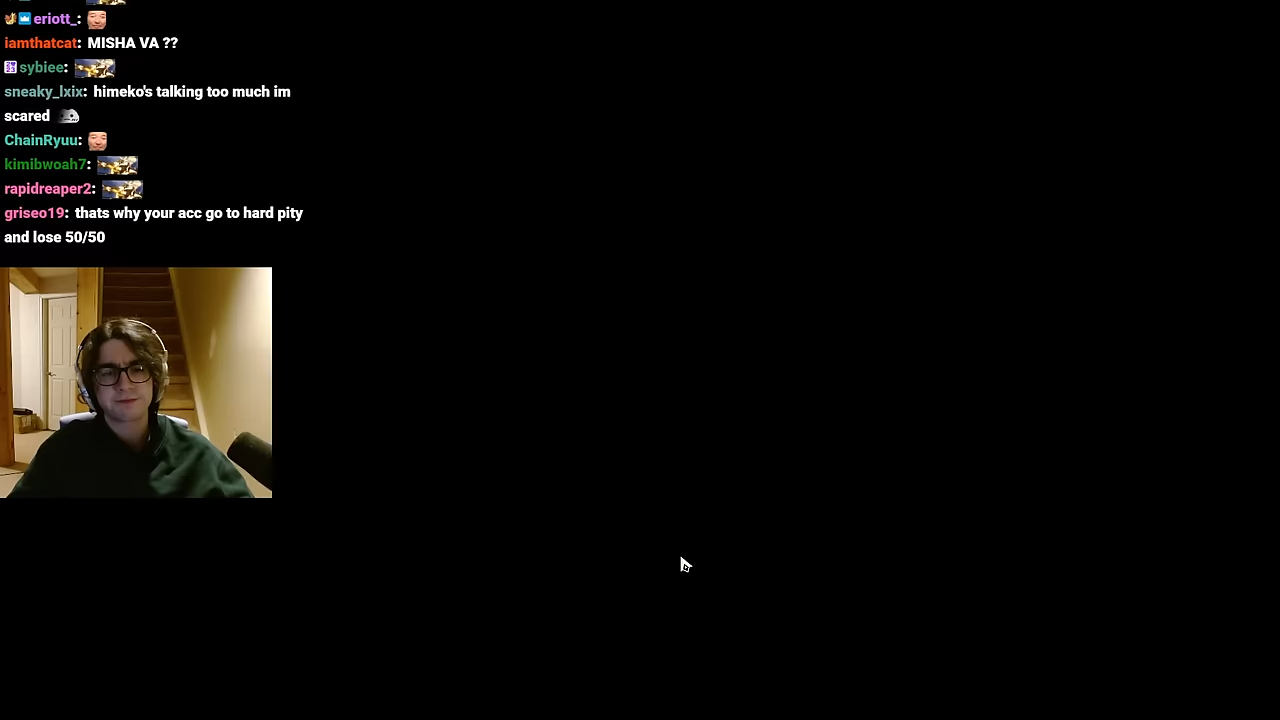 eriott_:
iamthatcat: MISHA VA ??
sybiee:
sneaky_lxix: himeko's talking too much im
scared
ChainRyuu:
kimibwoah7:
rapidreaper2:
griseo19: thats why your acc go to hard pity
and lose 50/50